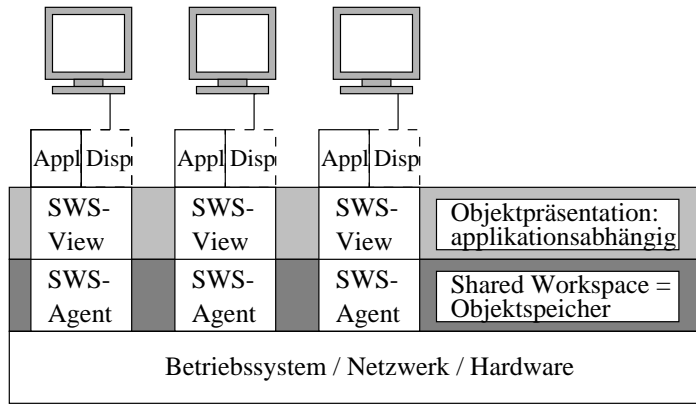 Appl Disp Appl Disp Appl Disp
SWS-
View
SWS-
View
SWS-
View
Objektpräsentation:
applikationsabhängig
SWS-
Agent
SWS-
Agent
SWS-
Agent
Shared Workspace =
Objektspeicher
Betriebssystem / Netzwerk / Hardware